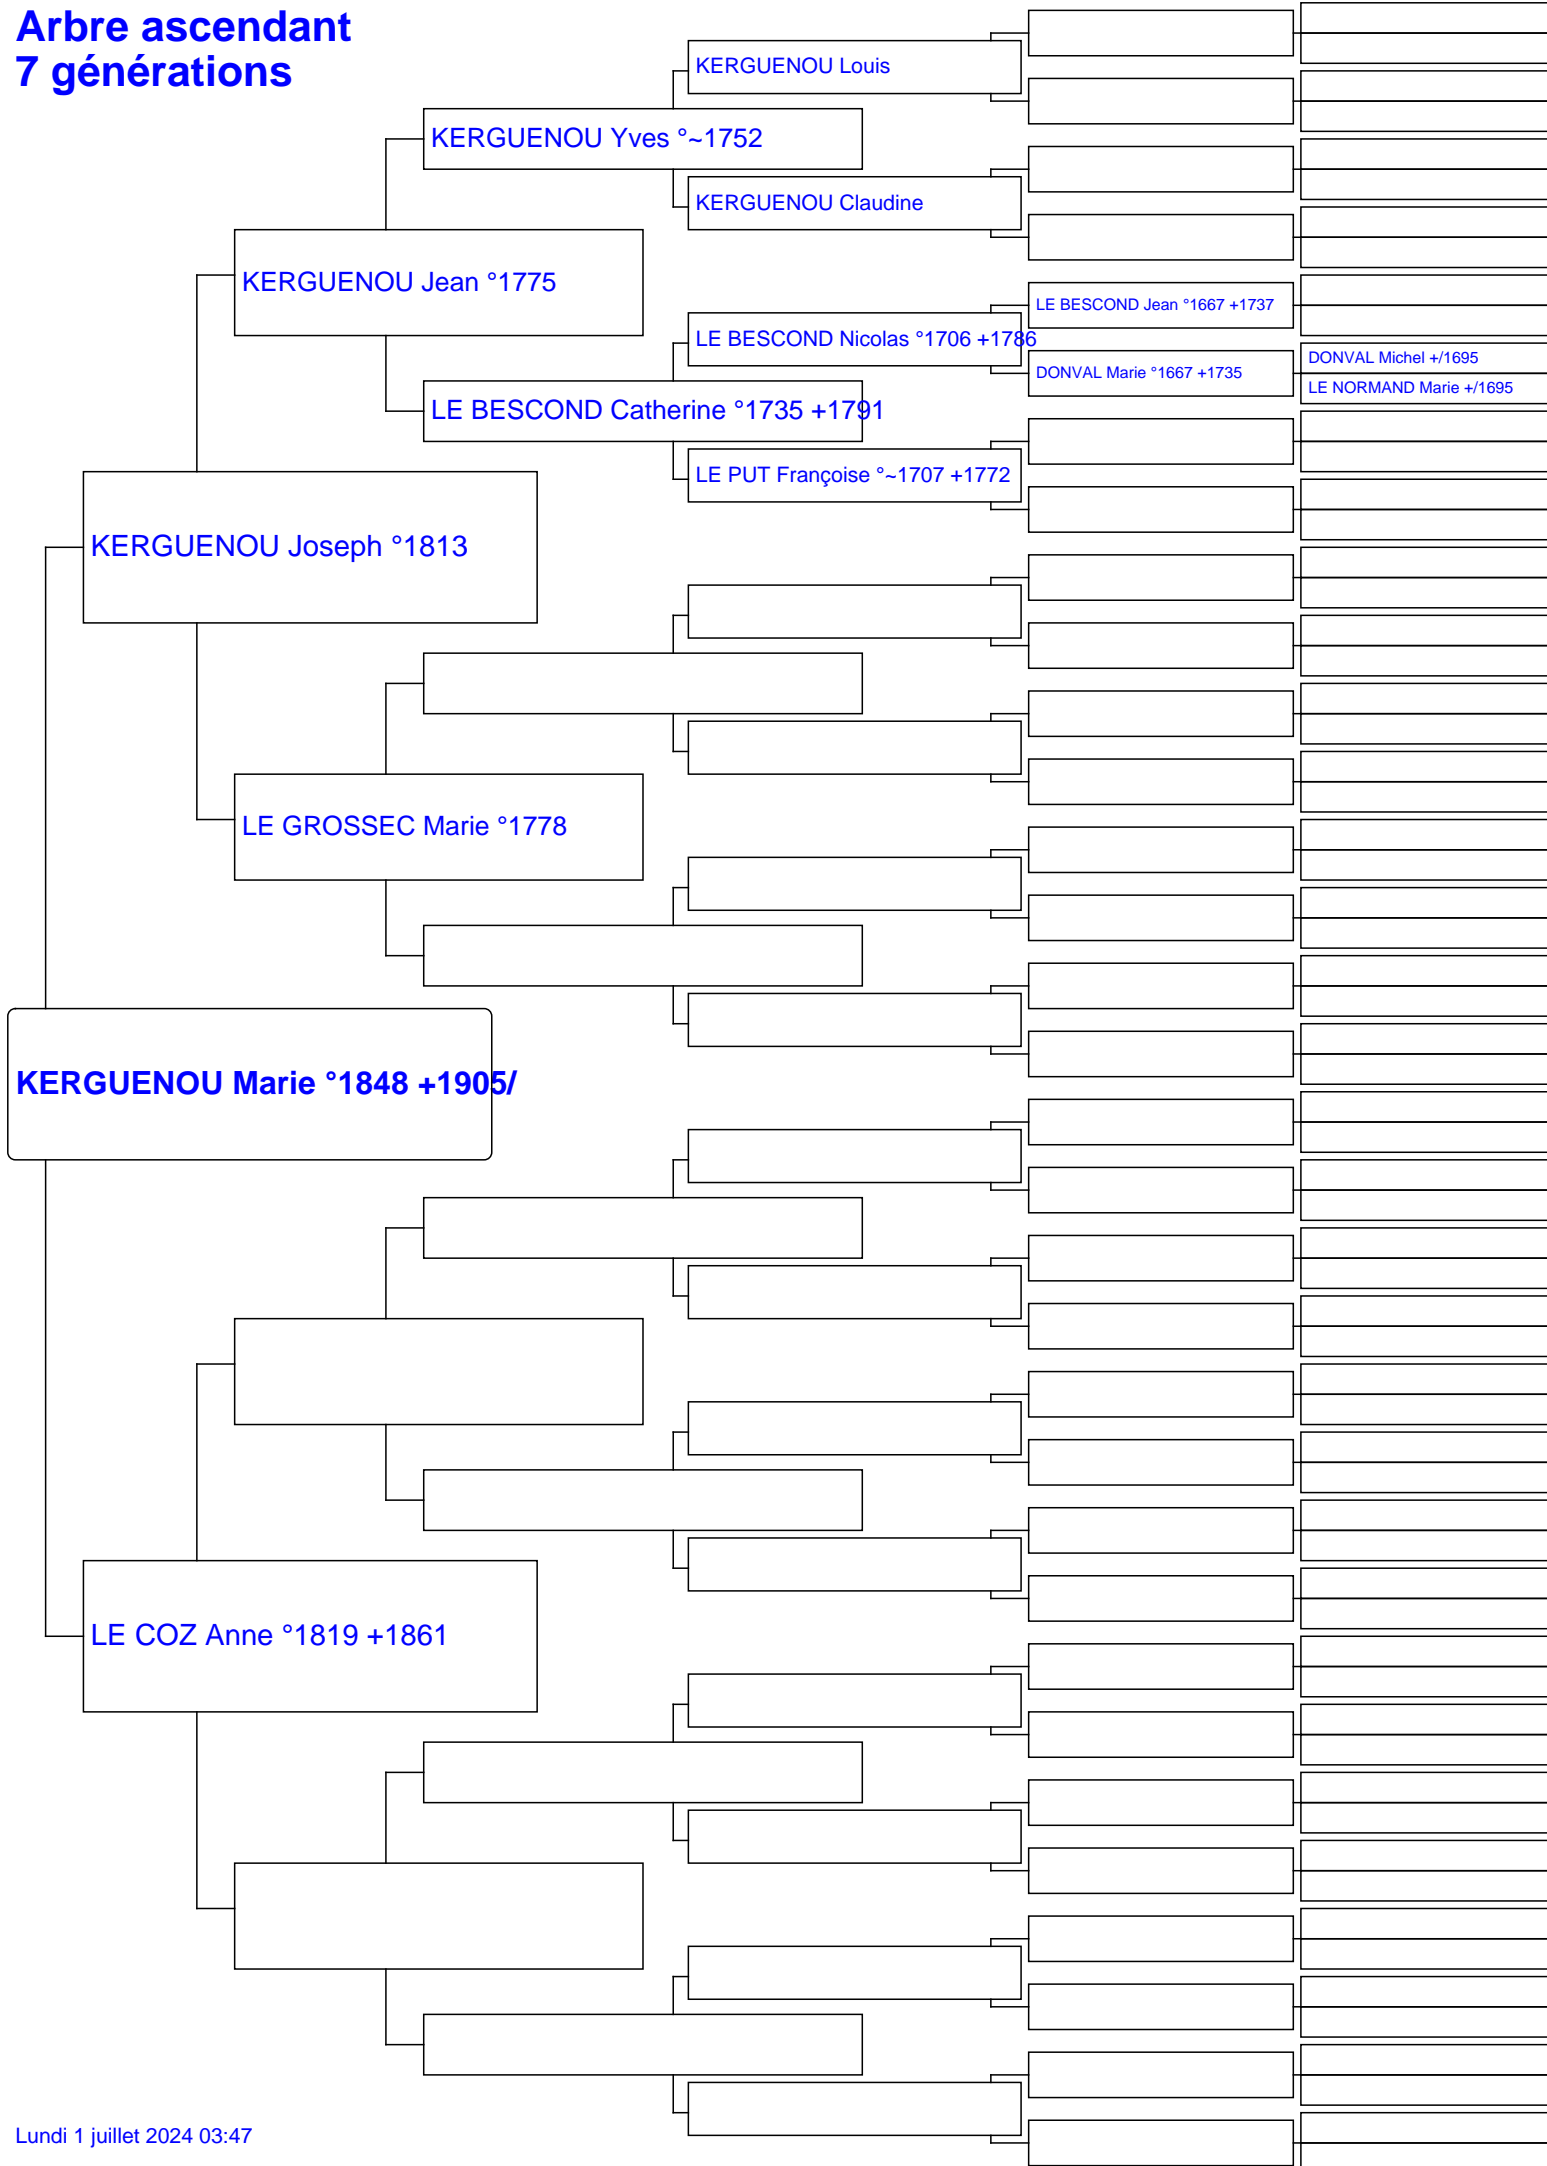 Arbre ascendant
7 générations
KERGUENOU Louis
KERGUENOU Yves °~1752
KERGUENOU Claudine
KERGUENOU Jean °1775
LE BESCOND Jean °1667 +1737
LE BESCOND Nicolas °1706 +1786
DONVAL Michel +/1695
DONVAL Marie °1667 +1735
LE NORMAND Marie +/1695
LE BESCOND Catherine °1735 +1791
LE PUT Françoise °~1707 +1772
KERGUENOU Joseph °1813
LE GROSSEC Marie °1778
KERGUENOU Marie °1848 +1905/
LE COZ Anne °1819 +1861
Lundi 1 juillet 2024 03:47